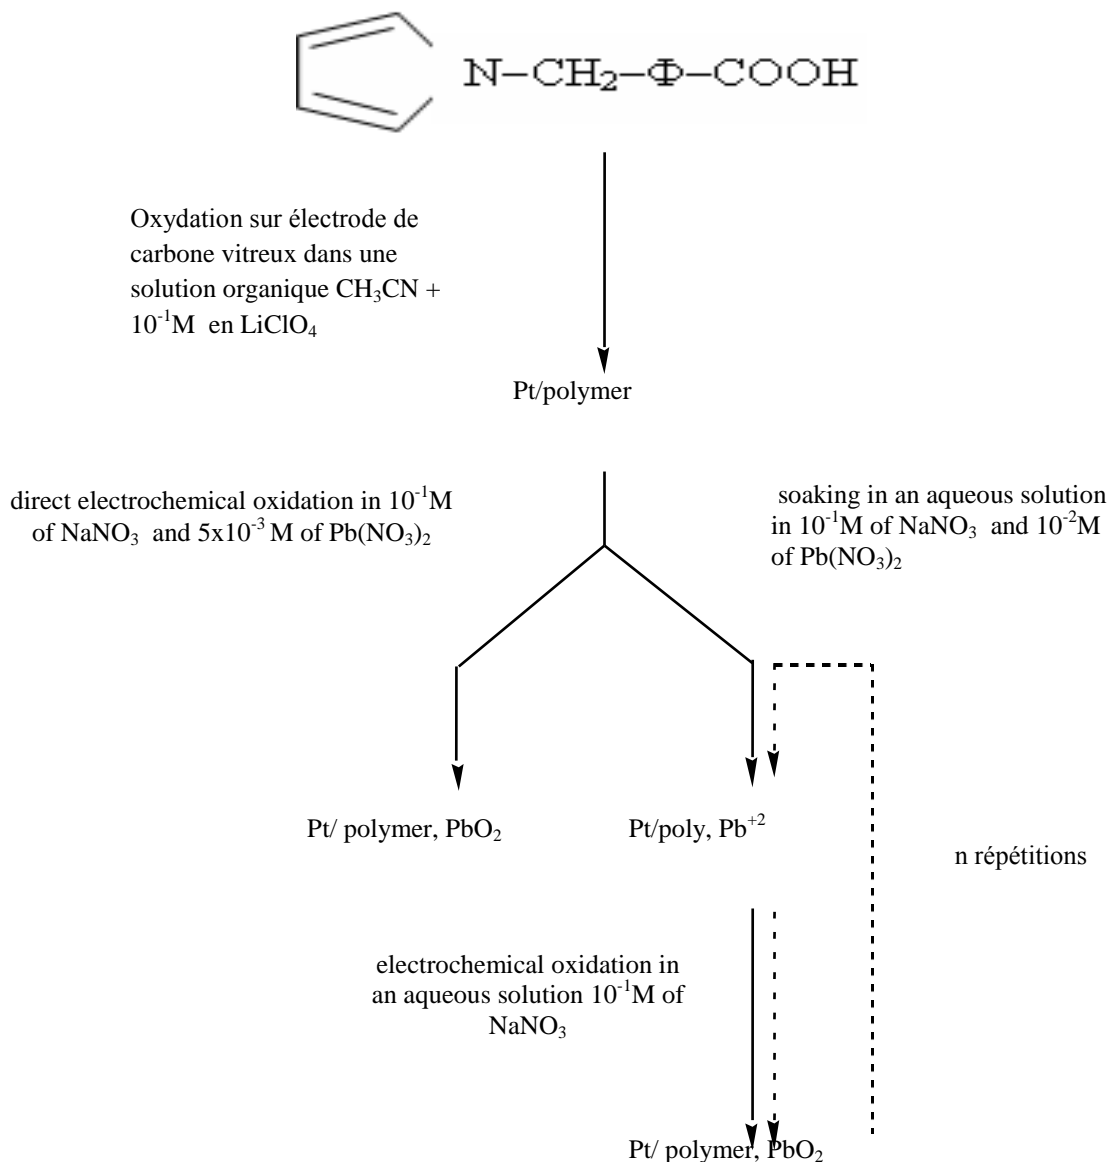 N–CH₂–Φ–COOH
Oxydation sur électrode de
carbone vitreux dans une
solution organique CH₃CN +
10⁻¹M en LiClO₄
Pt/polymer
direct electrochemical oxidation in 10⁻¹M
of NaNO₃ and 5x10⁻³ M of Pb(NO₃)₂
soaking in an aqueous solution
in 10⁻¹M of NaNO₃ and 10⁻²M
of Pb(NO₃)₂
Pt/ polymer, PbO₂
Pt/poly, Pb⁺²
n répétitions
electrochemical oxidation in
an aqueous solution 10⁻¹M of
NaNO₃
Pt/ polymer, PbO₂